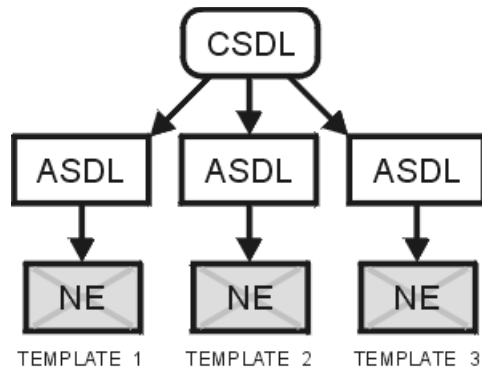 CSDL
ASDL ASDL ASDL
NE NE NE
TEMPLATE 1 TEMPLATE 2 TEMPLATE 3